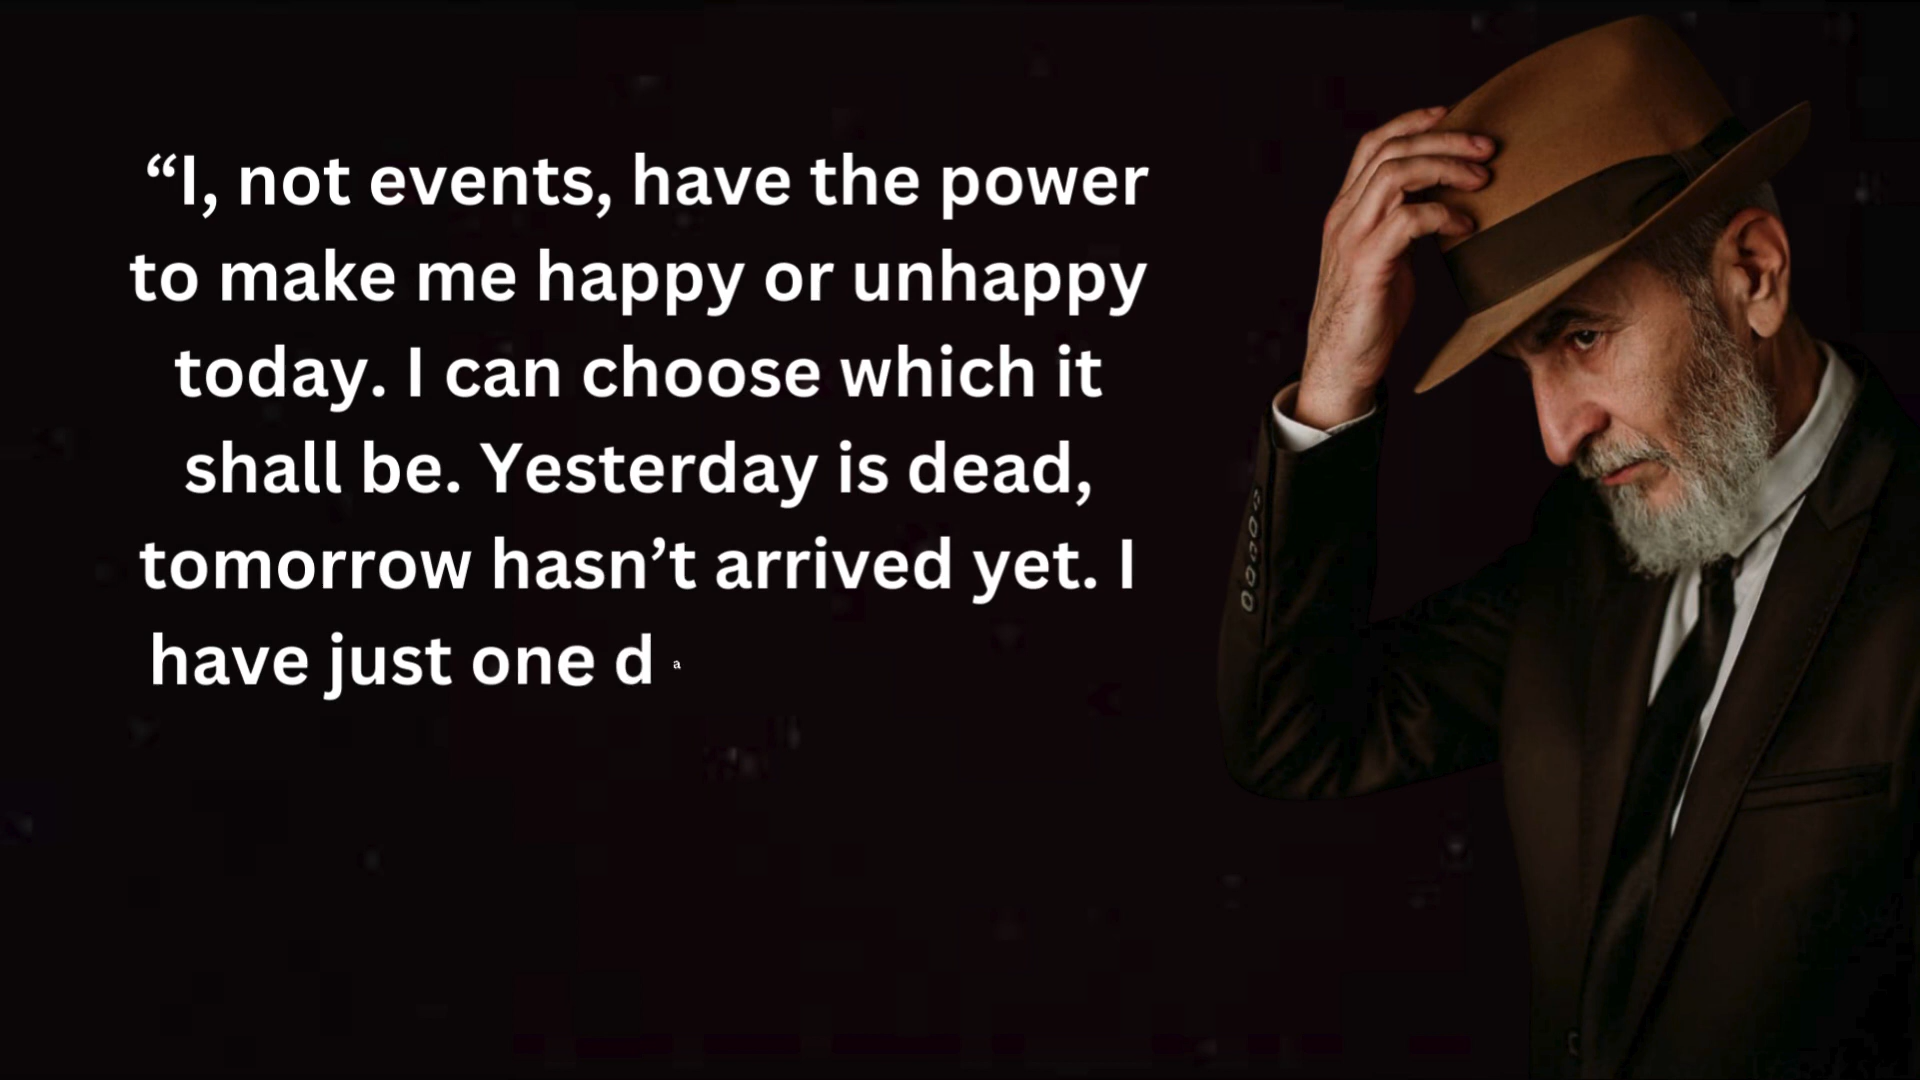 “I, not events, have the power
to make me happy or unhappy
today. I can choose which it
shall be. Yesterday is dead,
tomorrow hasn’t arrived yet. I
have just one d a